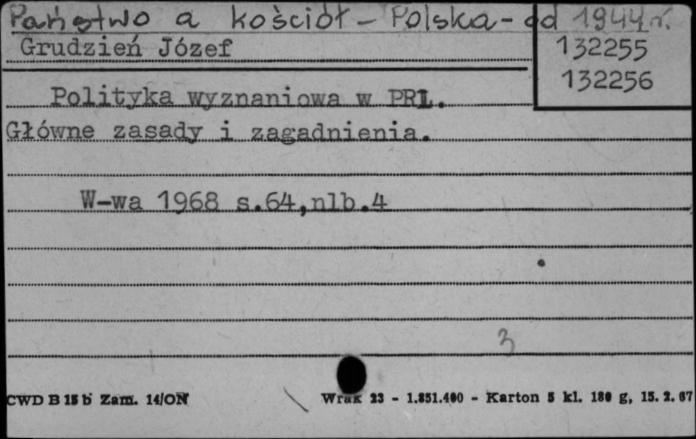 Państwo a kościół - Polska - od 1944 r.
Grudzień Józef
132255
132256
Polityka wyznaniowa w PRL.
Główne zasady i zagadnienia.
W-wa 1968 s.64,nlb.4
3
CWD B 15 b Zam. 14/ON Wrak 23 - 1.851.400 - Karton 5 kl. 180 g, 15.2.67